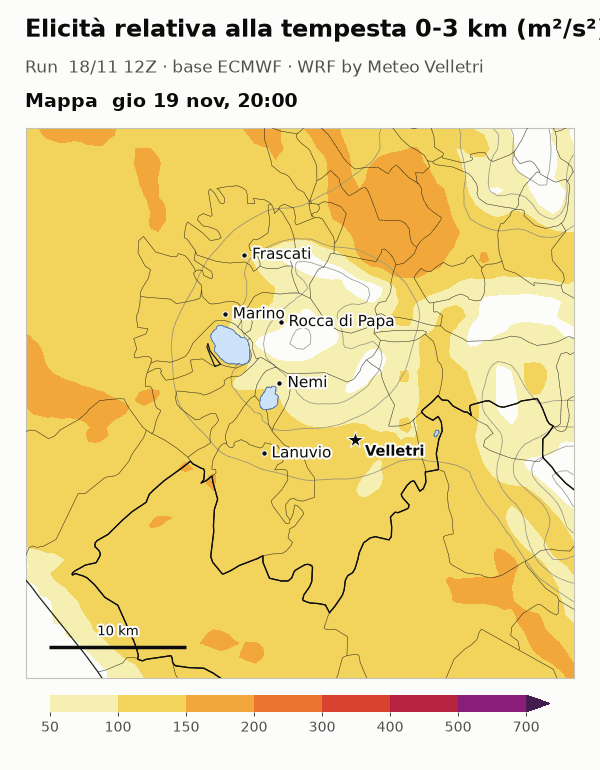 Elicità relativa alla tempesta 0-3 km (m²/s²)
Run  18/11 12Z · base ECMWF · WRF by Meteo Velletri
Mappa  gio 19 nov, 20:00
Frascati
Marino
Rocca di Papa
Nemi
Lanuvio
Velletri
10 km
50 100 150 200 300 400 500 700